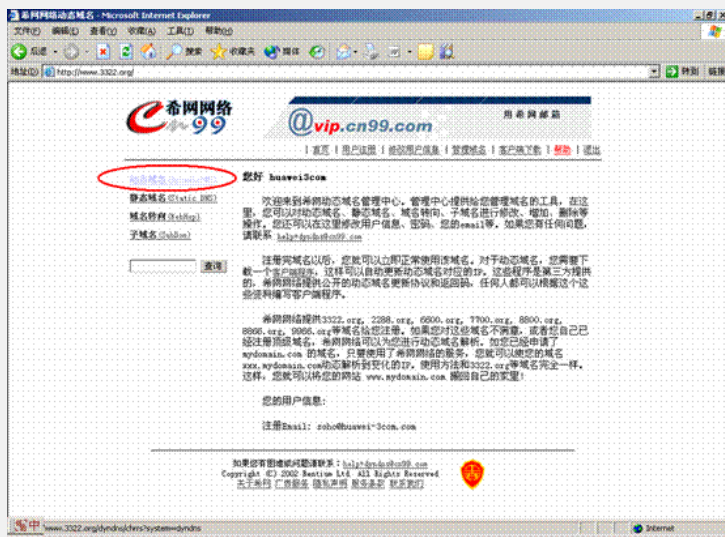 希网网络动态域名 - Microsoft Internet Explorer
文件(F) 编辑(E) 查看(V) 收藏(A) 工具(T) 帮助(H)
后退 搜索 收藏夹 媒体
地址(D) http://www.3322.org/ 转到 链接
希网网络
Cn 99
@vip.cn99.com
用 希 网 邮 箱
| 首页 | 用户注册 | 修改用户信息 | 管理域名 | 客户端下载 | 帮助 | 退出
动态域名
静态域名(Static DNS)
域名转向(WebHop)
子域名(SubDom)
查询
您好 huawei3com
欢迎来到希网动态域名管理中心。管理中心提供给您管理域名的工具，在这
里，您可以对动态域名、静态域名、域名转向、子域名进行修改、增加、删除等
操作。您还可以在这里修改用户信息、密码、您的email等。如果您有任何问题，
请联系 help+dyndns@cn99.com
注册完域名以后，您就可以立即正常使用该域名。对于动态域名，您需要下
载一个客户端程序，这样可以自动更新动态域名对应的IP。这些程序是第三方提供
的，希网网络提供公开的动态域名更新协议和返回码，任何人都可以根据这个这
些资料编写客户端程序。
希网网络提供3322.org, 2288.org, 6600.org, 7700.org, 8800.org,
8866.org, 9966.org等域名给您注册。如果您对这些域名不满意，或者您自己已
经注册顶级域名，希网网络可以为您进行动态域名解析。如您已经申请了
mydomain.com 的域名，只要使用了希网网络的服务，您就可以使您的域名
xxx.mydomain.com动态解析到变化的IP。使用方法和3322.org等域名完全一样。
这样，您就可以将您的网站 www.mydomain.com 搬回自己的家里！
您的用户信息：
注册Email: soho@huawei-3com.com
如果您有困难或问题请联系：help+dyndns@cn99.com
Copyright (C) 2002 Bentium Ltd. All Rights Reserved
关于希网 广告服务 隐私声明 服务条款 联系我们
中 www.3322.org/dyndns/chrrs?system=dyndns Internet